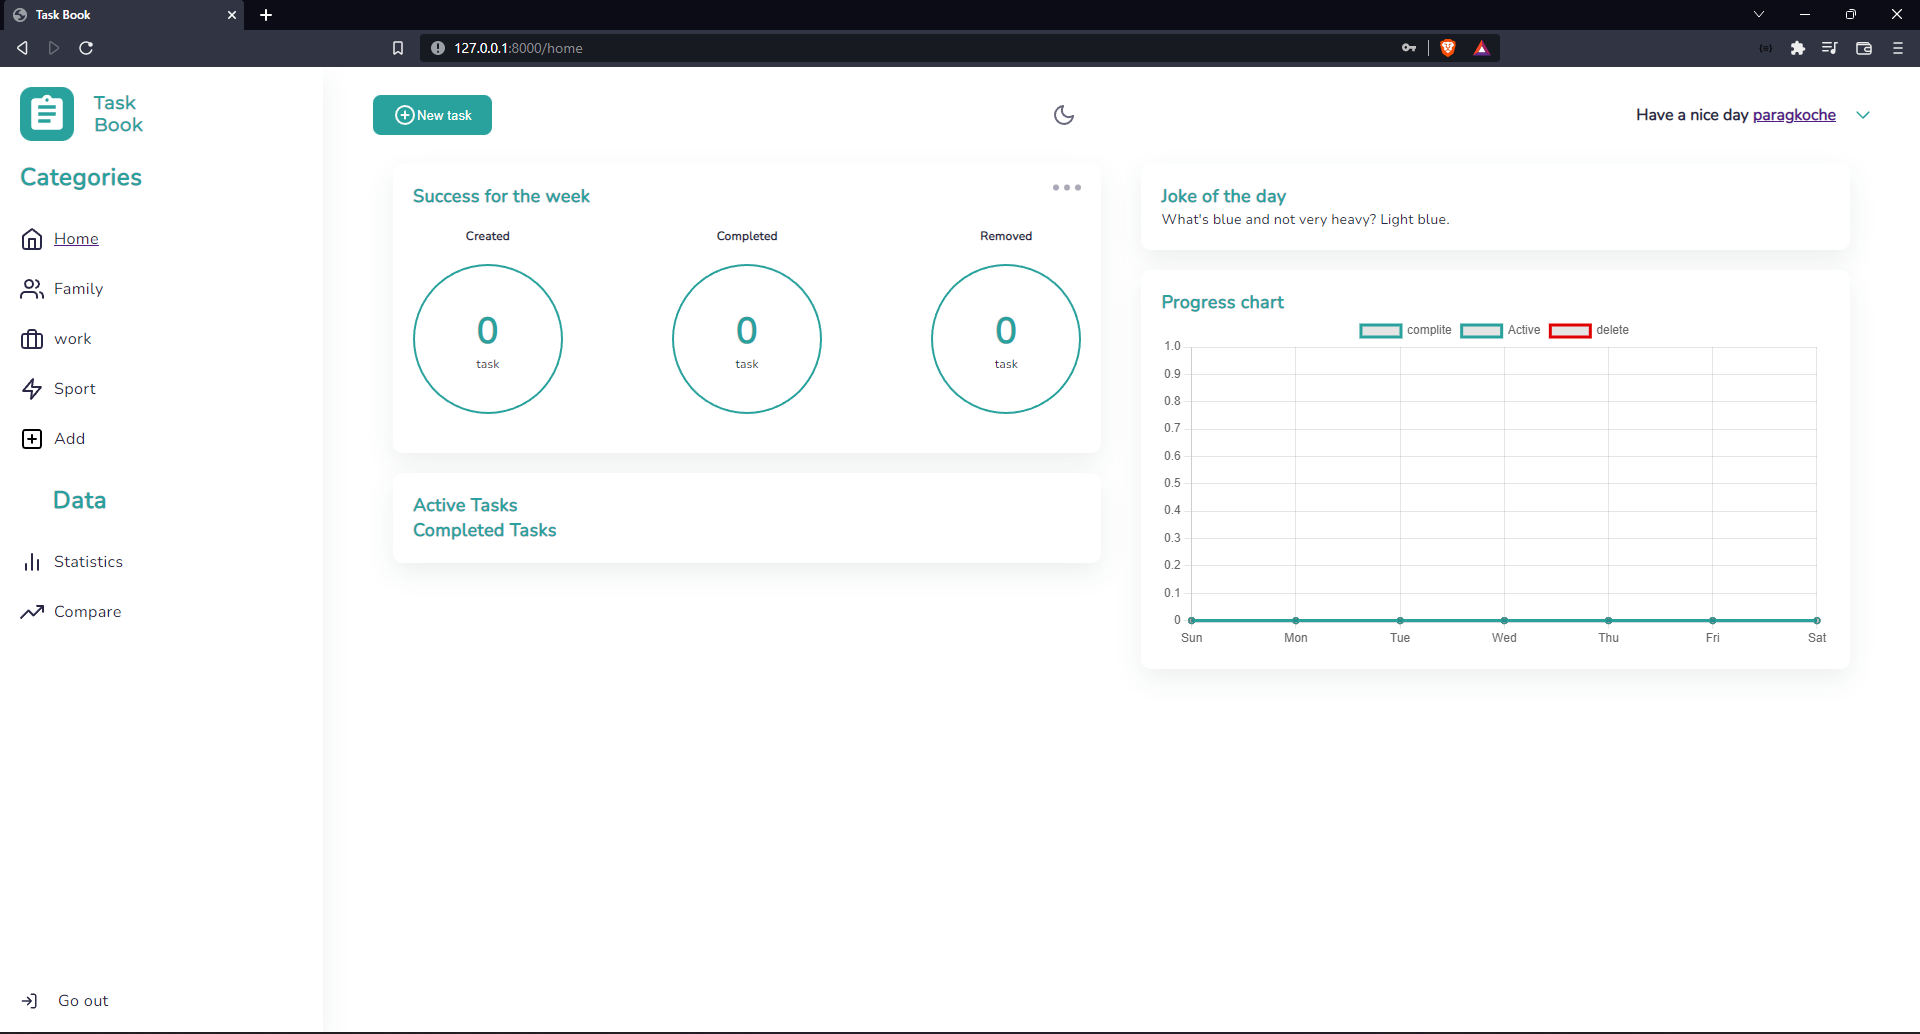 Task Book
127.0.0.1:8000/home
Task
Book
Categories
Home
Family
work
Sport
Add
Data
Statistics
Compare
Go out
New task
Have a nice day paragkoche
Success for the week
Created
Completed
Removed
0
task
0
task
0
task
Active Tasks
Completed Tasks
Joke of the day
What's blue and not very heavy? Light blue.
Progress chart
complite
Active
delete
1.0
0.9
0.8
0.7
0.6
0.5
0.4
0.3
0.2
0.1
0
Sun
Mon
Tue
Wed
Thu
Fri
Sat